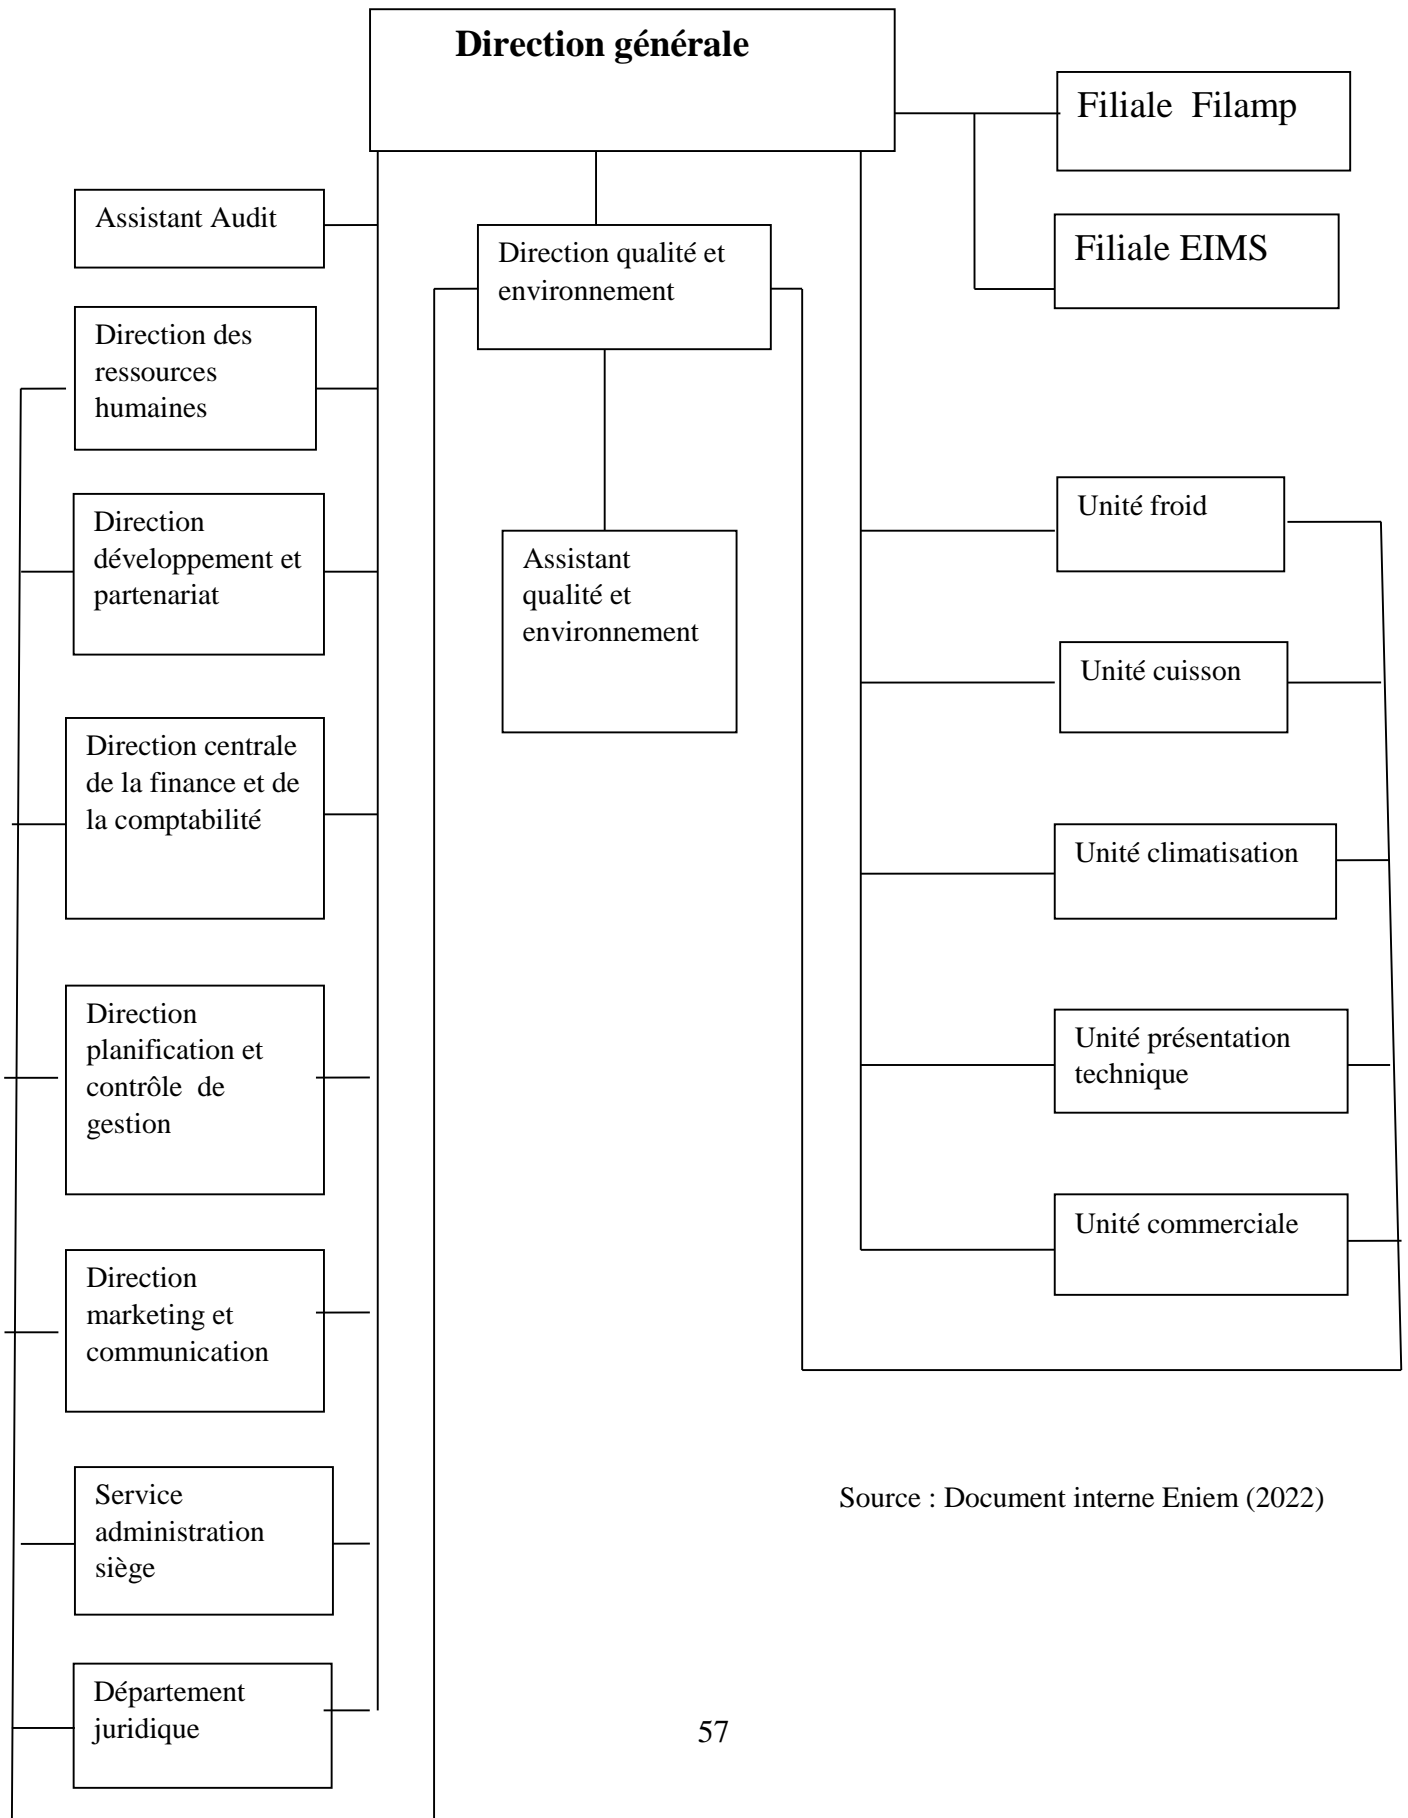 Direction générale
Filiale  Filamp
Filiale EIMS
Assistant Audit
Direction des
ressources
humaines
Direction
développement et
partenariat
Direction centrale
de la finance et de
la comptabilité
Direction
planification et
contrôle  de
gestion
Direction
marketing et
communication
Service
administration
siège
Département
juridique
Direction qualité et
environnement
Assistant
qualité et
environnement
Unité froid
Unité cuisson
Unité climatisation
Unité présentation
technique
Unité commerciale
Source : Document interne Eniem (2022)
57